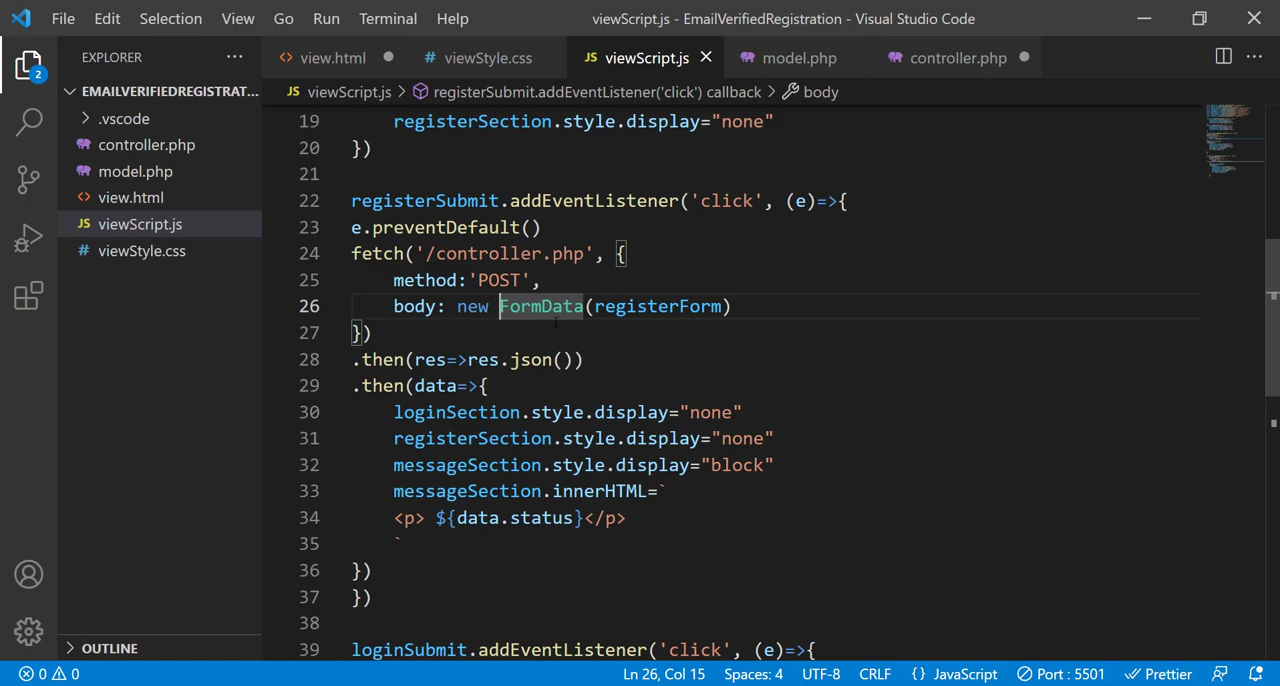 File Edit Selection View Go Run Terminal Help viewScript.js - EmailVerifiedRegistration - Visual Studio Code
EXPLORER
view.html viewStyle.css JS viewScript.js model.php controller.php
2
EMAILVERIFIEDREGISTRAT...
.vscode
controller.php
model.php
view.html
JS viewScript.js
# viewStyle.css
OUTLINE
JS viewScript.js > registerSubmit.addEventListener('click') callback > body
19 registerSection.style.display="none"
20 })
21
22 registerSubmit.addEventListener('click', (e)=>{
23 e.preventDefault()
24 fetch('/controller.php', {
25 method:'POST',
26 body: new FormData(registerForm)
27 })
28 .then(res=>res.json())
29 .then(data=>{
30 loginSection.style.display="none"
31 registerSection.style.display="none"
32 messageSection.style.display="block"
33 messageSection.innerHTML=`
34 <p> ${data.status}</p>
35 `
36 })
37 })
38
39 loginSubmit.addEventListener('click', (e)=>{
0 0 Ln 26, Col 15 Spaces: 4 UTF-8 CRLF {} JavaScript Port : 5501 Prettier